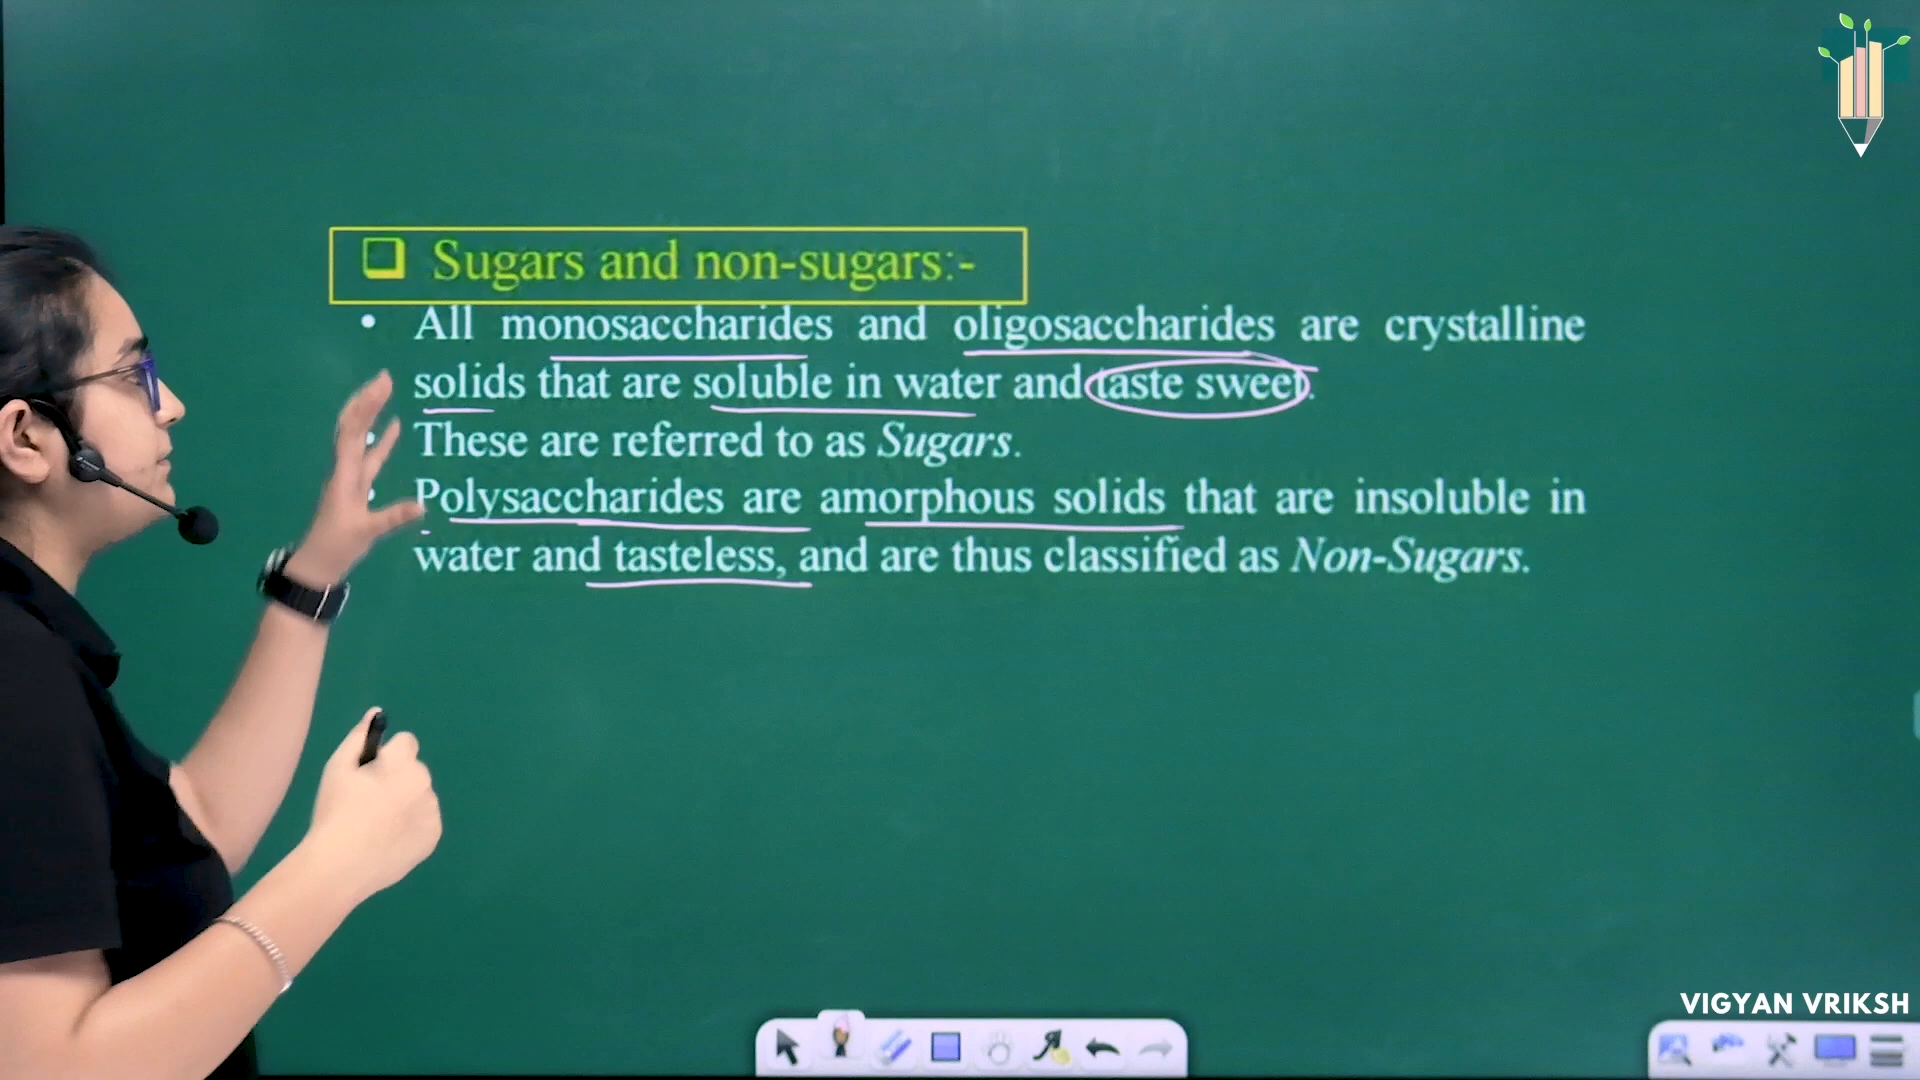 Sugars and non-sugars:-
• All monosaccharides and oligosaccharides are crystalline
solids that are soluble in water and taste sweet.
• These are referred to as Sugars.
• Polysaccharides are amorphous solids that are insoluble in
water and tasteless, and are thus classified as Non-Sugars.
VIGYAN VRIKSH